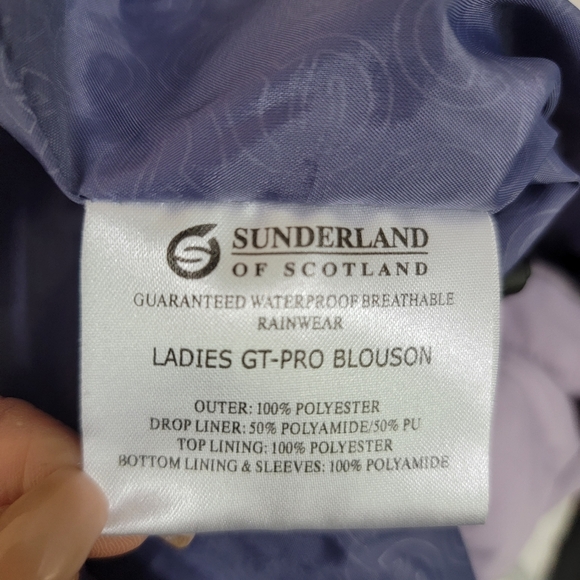 SUNDERLAND
OF SCOTLAND
GUARANTEED WATERPROOF BREATHABLE
RAINWEAR
LADIES GT-PRO BLOUSON
OUTER: 100% POLYESTER
DROP LINER: 50% POLYAMIDE/50% PU
TOP LINING: 100% POLYESTER
BOTTOM LINING & SLEEVES: 100% POLYAMIDE